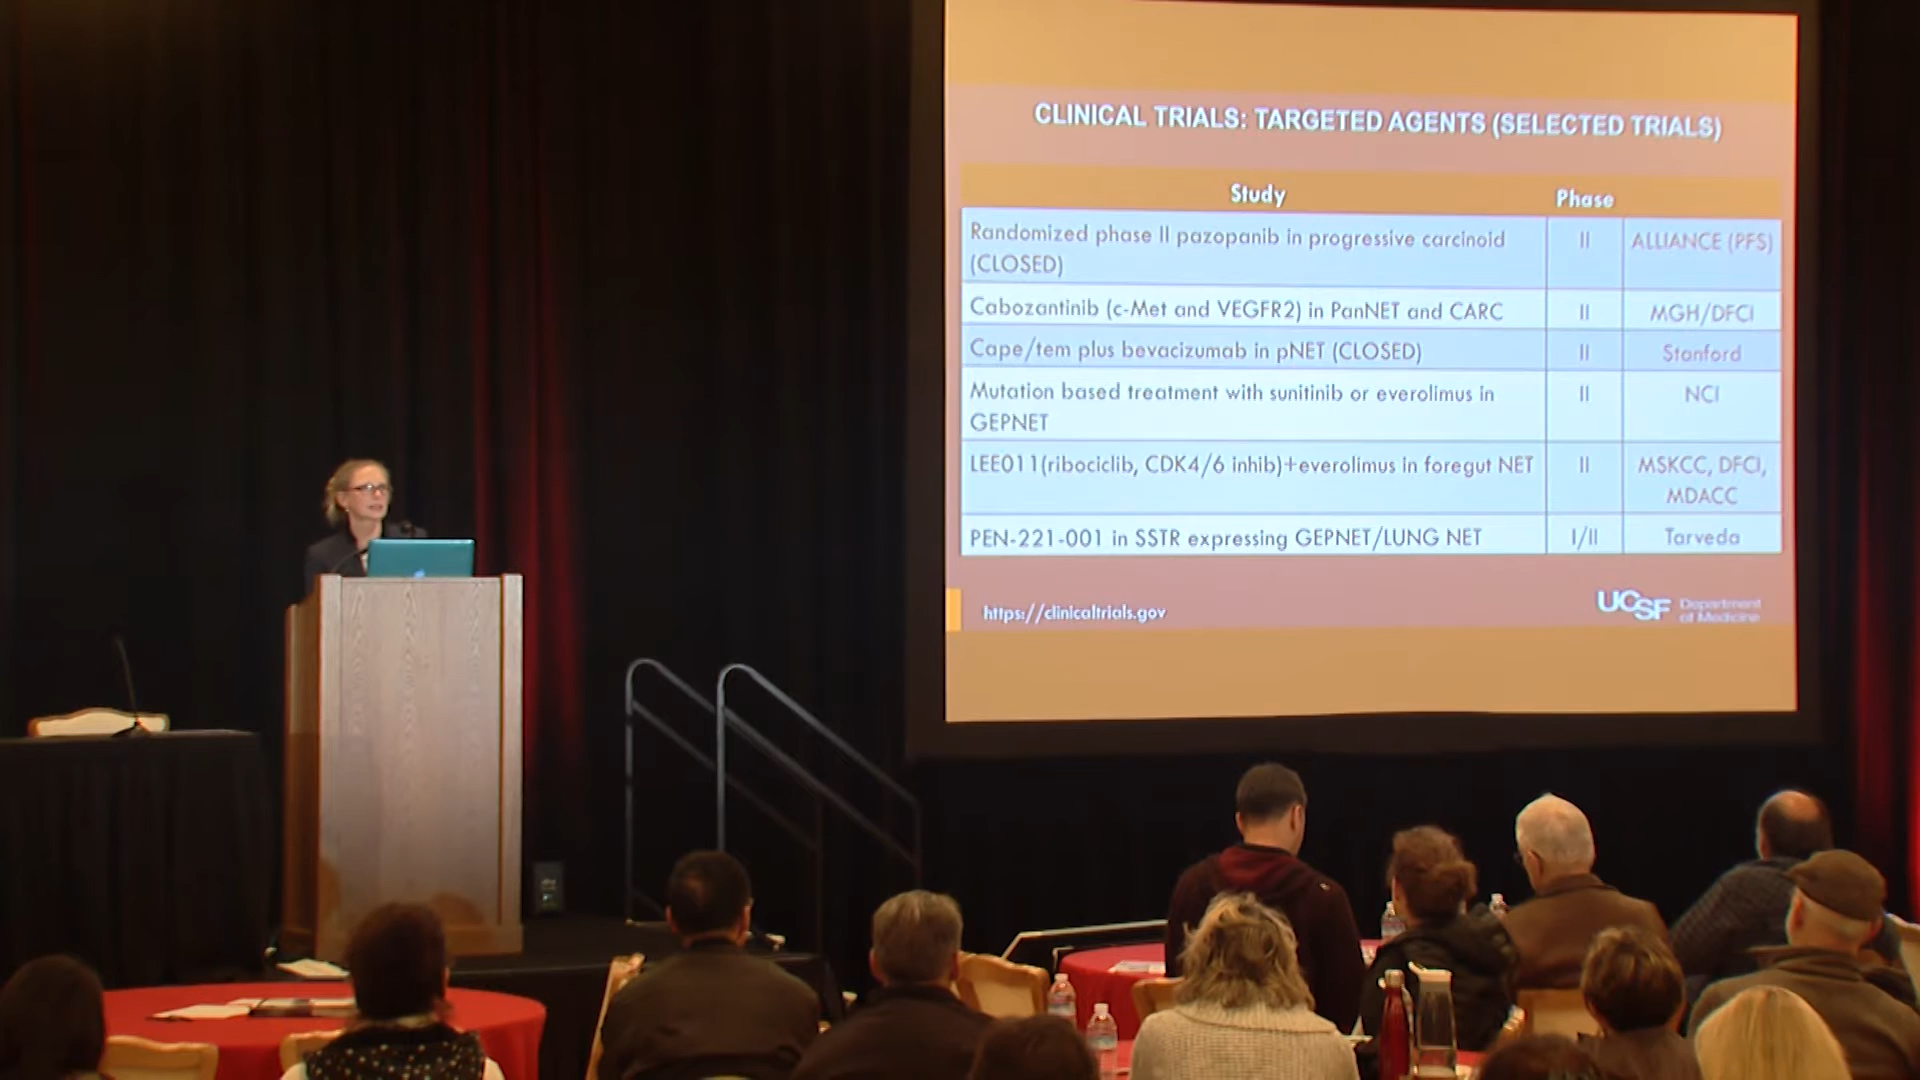 CLINICAL TRIALS: TARGETED AGENTS (SELECTED TRIALS)
Study Phase
Randomized phase II pazopanib in progressive carcinoid II ALLIANCE (PFS)
(CLOSED)
Cabozantinib (c-Met and VEGFR2) in PanNET and CARC II MGH/DFCI
Cape/tem plus bevacizumab in pNET (CLOSED) II Stanford
Mutation based treatment with sunitinib or everolimus in II NCI
GEPNET
LEE011(ribociclib, CDK4/6 inhib)+everolimus in foregut NET II MSKCC, DFCI,
MDACC
PEN-221-001 in SSTR expressing GEPNET/LUNG NET I/II Tarveda
https://clinicaltrials.gov
UCSF Department
of Medicine